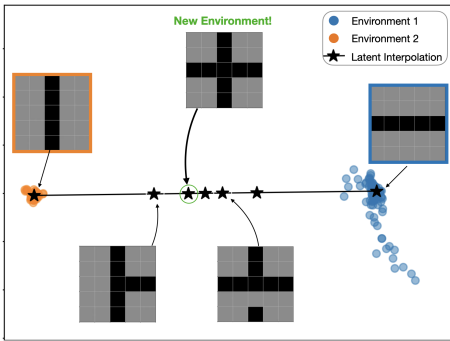 New Environment!
Environment 1
Environment 2
Latent Interpolation